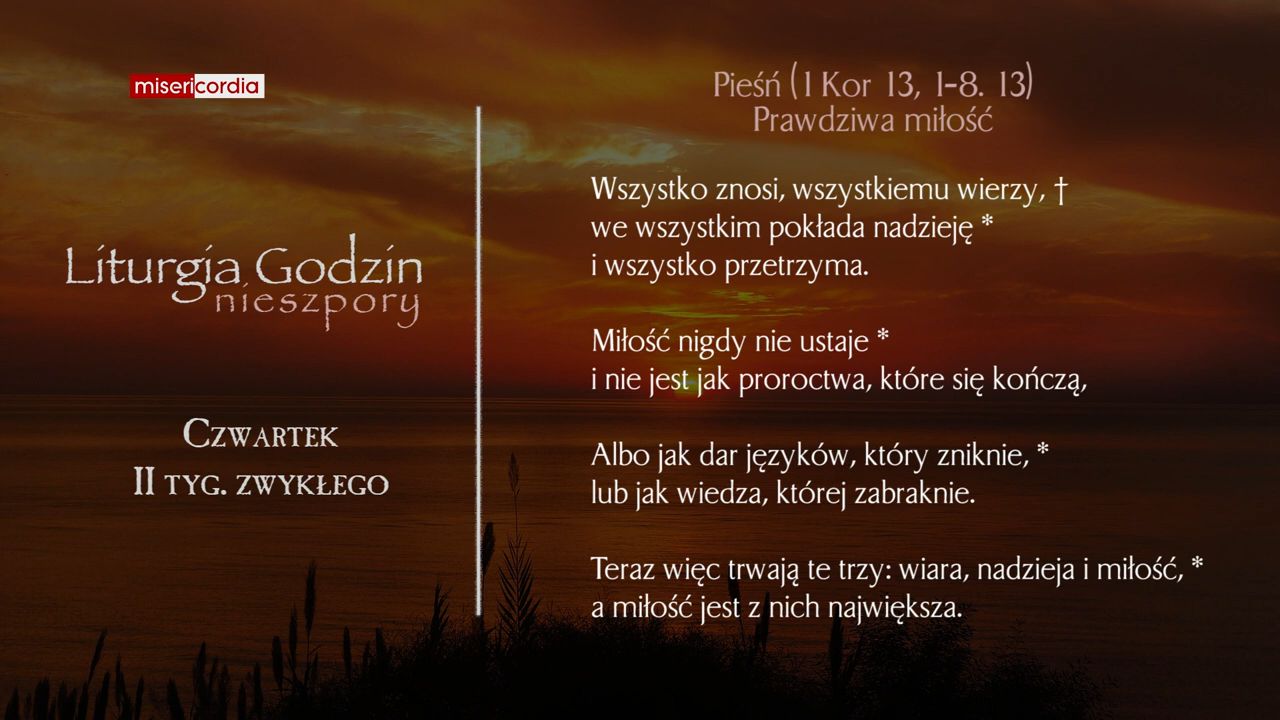 misericordia
Liturgia Godzin
nieszpory
Czwartek
II tyg. zwykłego
Pieśń (1 Kor 13, 1-8. 13)
Prawdziwa miłość
Wszystko znosi, wszystkiemu wierzy, †
we wszystkim pokłada nadzieję *
i wszystko przetrzyma.
Miłość nigdy nie ustaje *
i nie jest jak proroctwa, które się kończą,
Albo jak dar języków, który zniknie, *
lub jak wiedza, której zabraknie.
Teraz więc trwają te trzy: wiara, nadzieja i miłość, *
a miłość jest z nich największa.